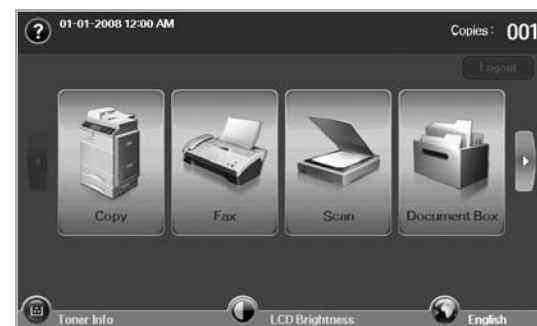 ? 01-01-2008 12:00 AM Copies: 001
Logout
Copy Fax Scan Document Box
Toner Info LCD Brightness English